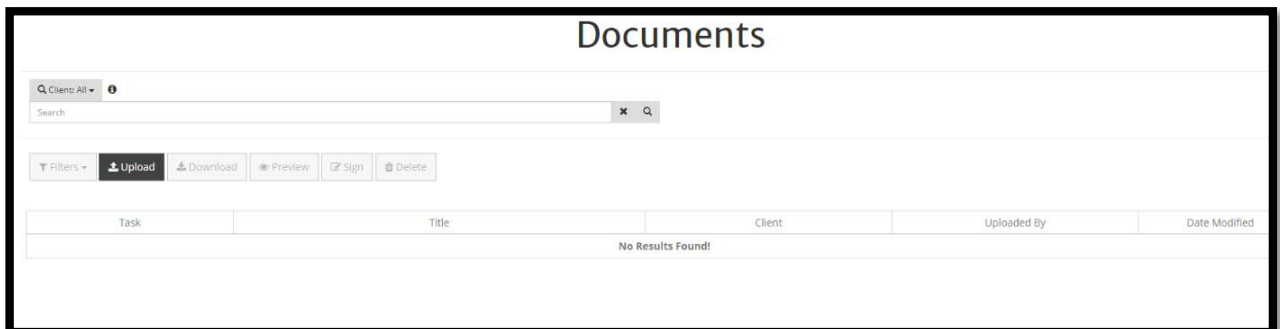 Documents
Client: All
Search
Filters Upload Download Preview Sign Delete
Task Title Client Uploaded By Date Modified
No Results Found!